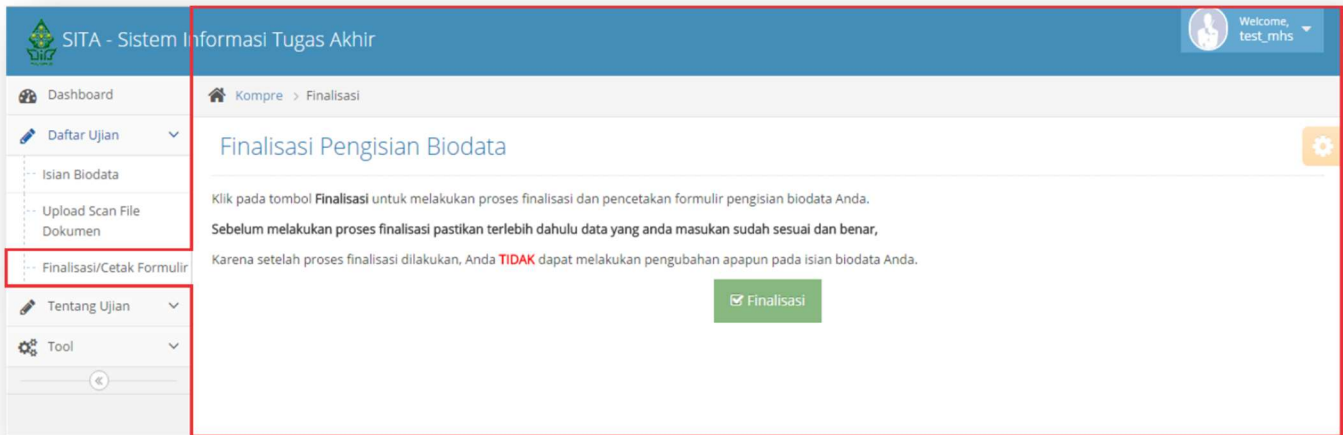 SITA - Sistem Informasi Tugas Akhir
Welcome,
test_mhs
Dashboard
Daftar Ujian
Isian Biodata
Upload Scan File
Dokumen
Finalisasi/Cetak Formulir
Tentang Ujian
Tool
Kompre > Finalisasi
Finalisasi Pengisian Biodata
Klik pada tombol Finalisasi untuk melakukan proses finalisasi dan pencetakan formulir pengisian biodata Anda.
Sebelum melakukan proses finalisasi pastikan terlebih dahulu data yang anda masukan sudah sesuai dan benar,
Karena setelah proses finalisasi dilakukan, Anda TIDAK dapat melakukan pengubahan apapun pada isian biodata Anda.
Finalisasi